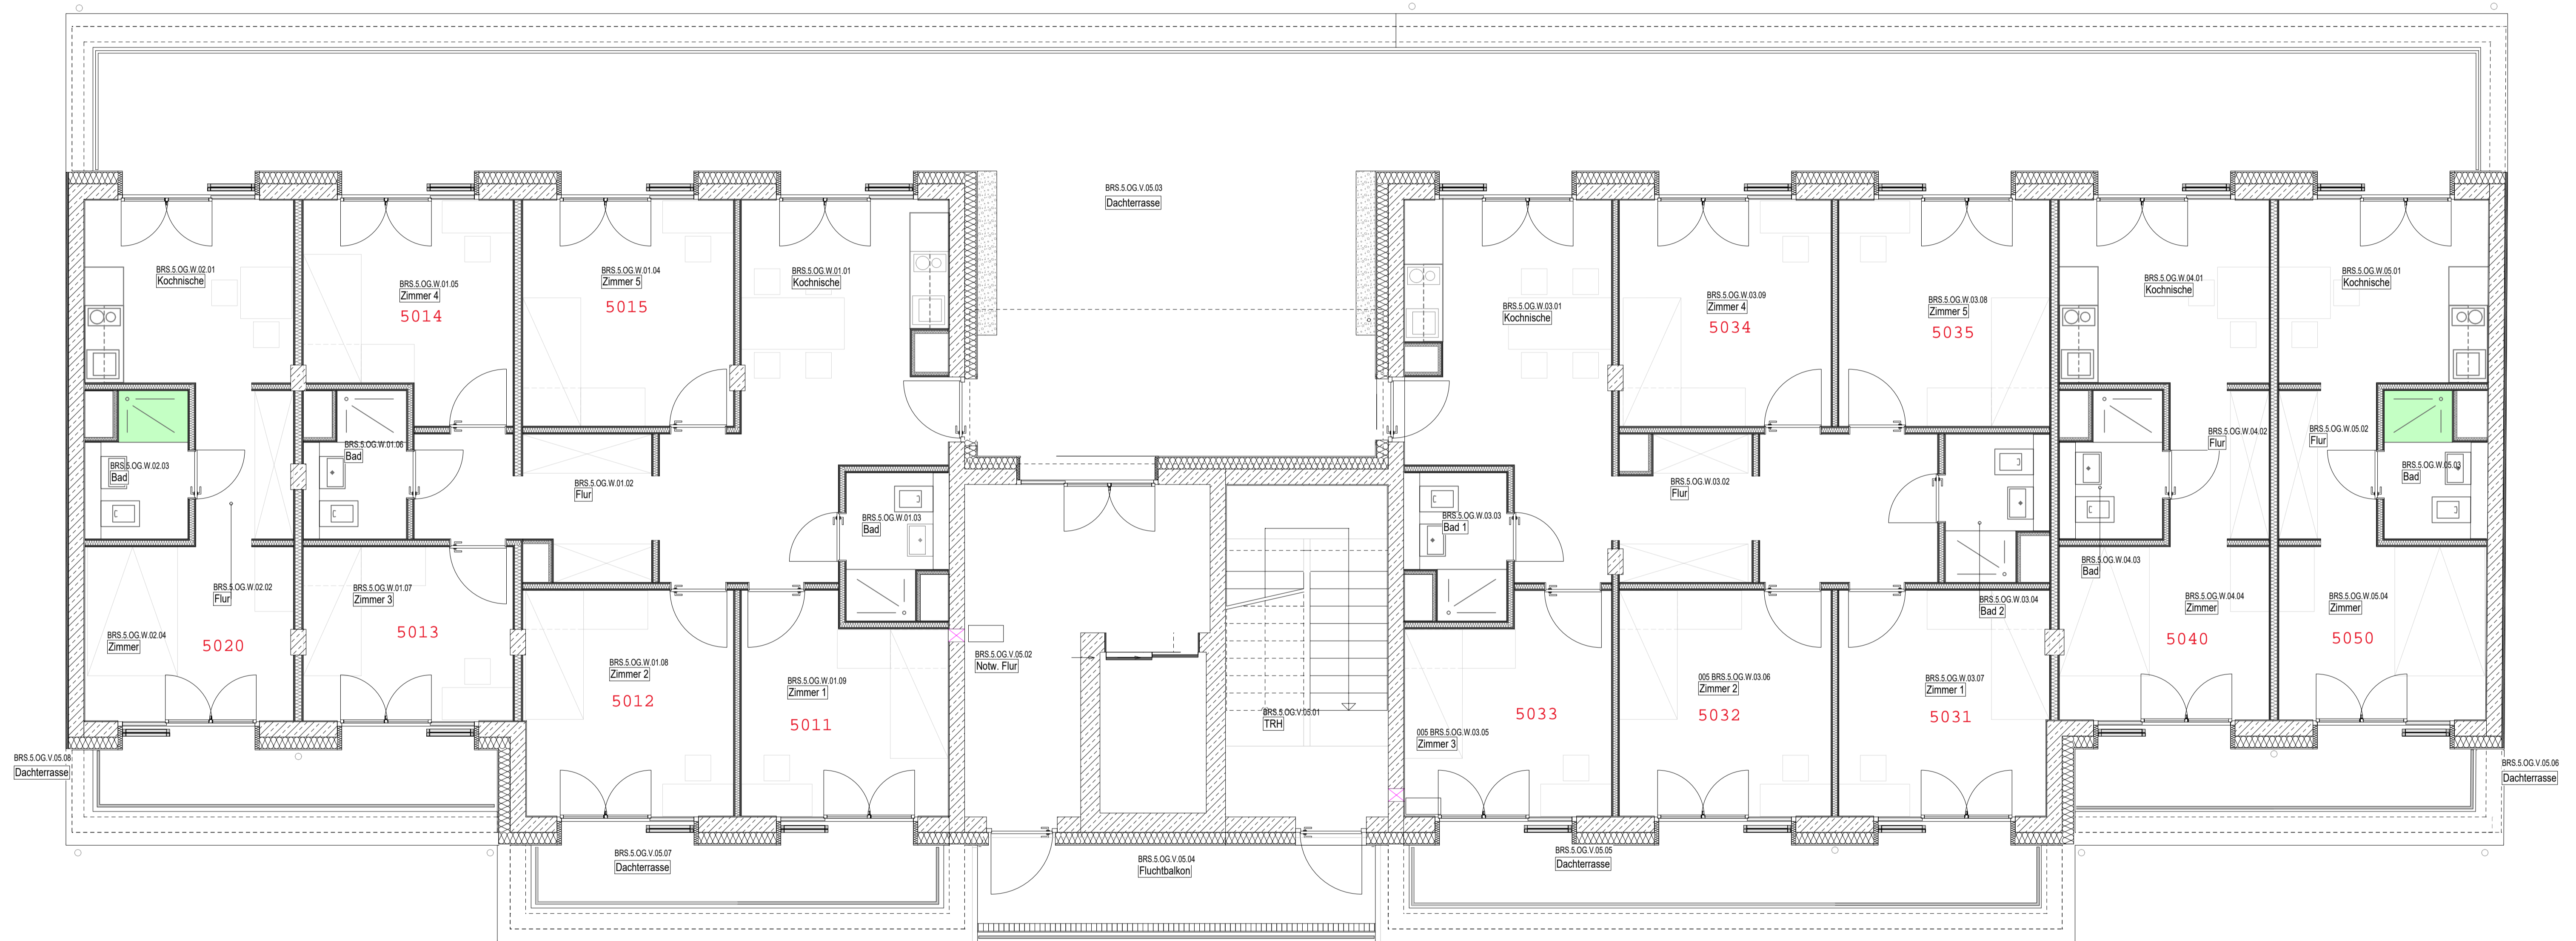 BRS.5.OG.V.05.03
Dachterrasse
BRS.5.OG.W.02.01
Kochnische
BRS.5.OG.W.01.05
Zimmer 4
5014
BRS.5.OG.W.01.04
Zimmer 5
5015
BRS.5.OG.W.01.01
Kochnische
BRS.5.OG.W.03.01
Kochnische
BRS.5.OG.W.03.09
Zimmer 4
5034
BRS.5.OG.W.03.08
Zimmer 5
5035
BRS.5.OG.W.04.01
Kochnische
BRS.5.OG.W.05.01
Kochnische
BRS.5.OG.W.02.03
Bad
BRS.5.OG.W.01.06
Bad
BRS.5.OG.W.01.02
Flur
BRS.5.OG.W.01.03
Bad
BRS.5.OG.W.03.03
Bad 1
BRS.5.OG.W.03.02
Flur
BRS.5.OG.W.04.02
Flur
BRS.5.OG.W.05.02
Flur
BRS.5.OG.W.05.03
Bad
BRS.5.OG.W.04.03
Bad
BRS.5.OG.W.02.02
Flur
BRS.5.OG.W.01.07
Zimmer 3
5013
BRS.5.OG.W.03.04
Bad 2
BRS.5.OG.W.04.04
Zimmer
5040
BRS.5.OG.W.05.04
Zimmer
5050
BRS.5.OG.W.02.04
Zimmer
5020
BRS.5.OG.W.01.08
Zimmer 2
5012
BRS.5.OG.W.01.09
Zimmer 1
5011
BRS.5.OG.V.05.02
Notw. Flur
BRS.5.OG.V.05.01
TRH
5033
005 BRS.5.OG.W.03.05
Zimmer 3
005 BRS.5.OG.W.03.06
Zimmer 2
5032
BRS.5.OG.W.03.07
Zimmer 1
5031
BRS.5.OG.V.05.08
Dachterrasse
BRS.5.OG.V.05.06
Dachterrasse
BRS.5.OG.V.05.07
Dachterrasse
BRS.5.OG.V.05.04
Fluchtbalkon
BRS.5.OG.V.05.05
Dachterrasse